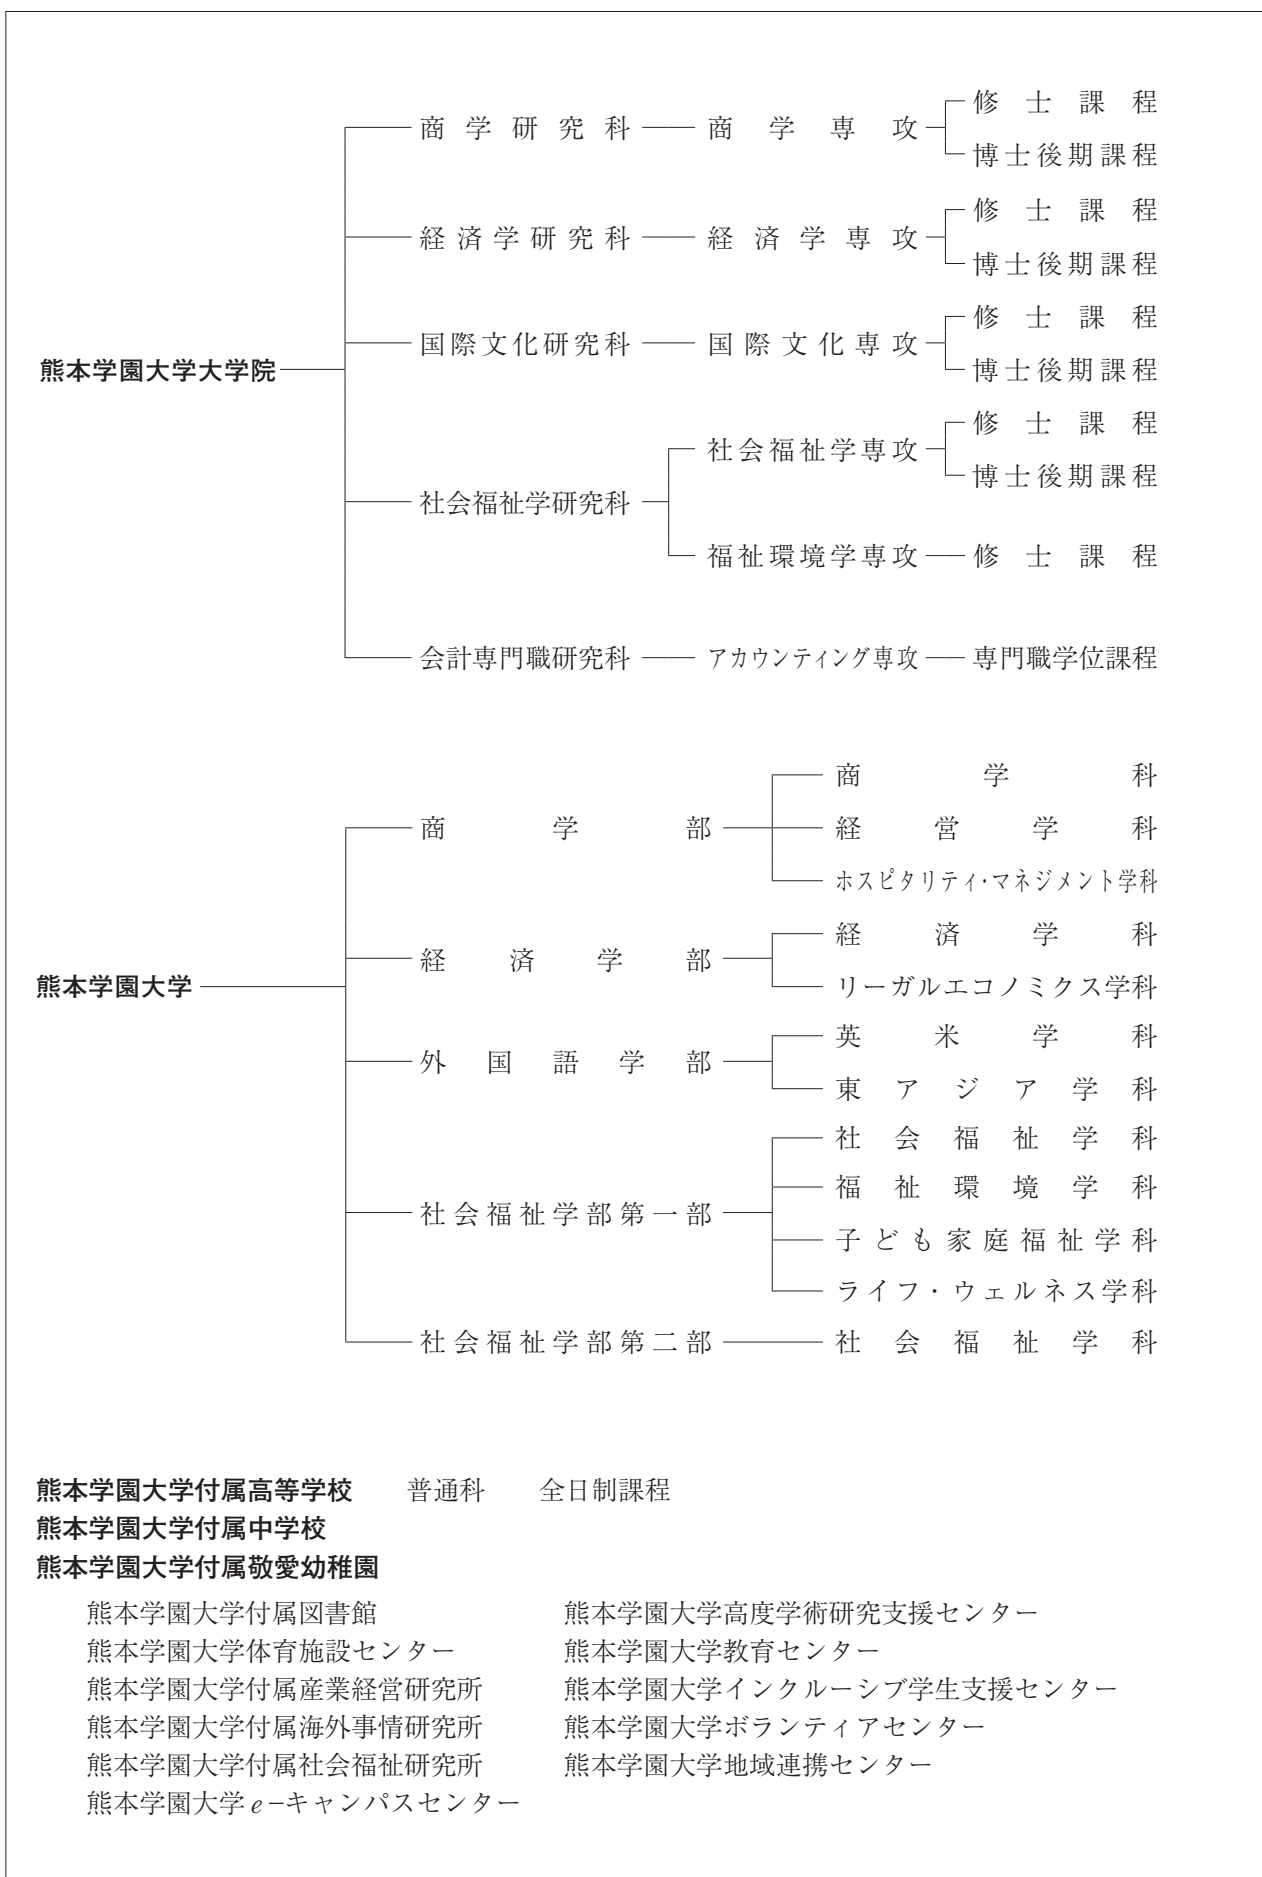 熊本学園大学大学院
商学研究科 商学専攻 修士課程
博士後期課程
経済学研究科 経済学専攻 修士課程
博士後期課程
国際文化研究科 国際文化専攻 修士課程
博士後期課程
社会福祉学研究科 社会福祉学専攻 修士課程
博士後期課程
福祉環境学専攻 修士課程
会計専門職研究科 アカウンティング専攻 専門職学位課程
熊本学園大学
商学部 商学科
経営学科
ホスピタリティ・マネジメント学科
経済学部 経済学科
リーガルエコノミクス学科
外国語学部 英米学科
東アジア学科
社会福祉学部第一部 社会福祉学科
福祉環境学科
子ども家庭福祉学科
ライフ・ウェルネス学科
社会福祉学部第二部 社会福祉学科
熊本学園大学付属高等学校 普通科 全日制課程
熊本学園大学付属中学校
熊本学園大学付属敬愛幼稚園
熊本学園大学付属図書館
熊本学園大学体育施設センター
熊本学園大学付属産業経営研究所
熊本学園大学付属海外事情研究所
熊本学園大学付属社会福祉研究所
熊本学園大学e−キャンパスセンター
熊本学園大学高度学術研究支援センター
熊本学園大学教育センター
熊本学園大学インクルーシブ学生支援センター
熊本学園大学ボランティアセンター
熊本学園大学地域連携センター